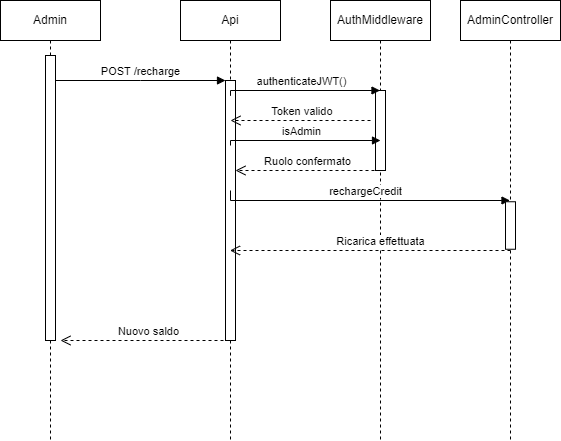 Admin
Api
AuthMiddleware
AdminController
POST /recharge
authenticateJWT()
Token valido
isAdmin
Ruolo confermato
rechargeCredit
Ricarica effettuata
Nuovo saldo